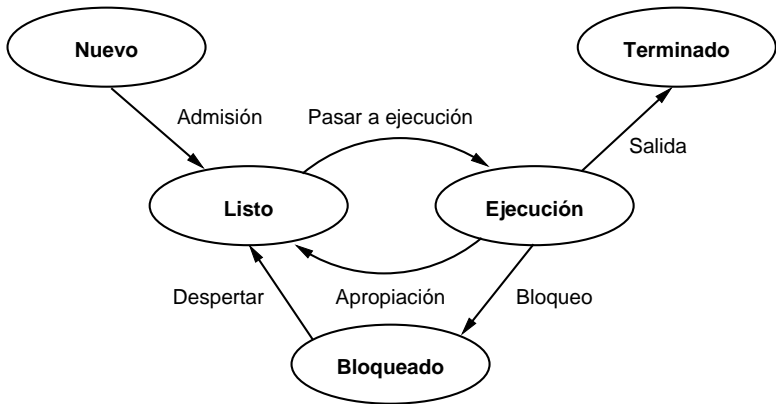 Nuevo
Terminado
Admisión
Pasar a ejecución
Salida
Listo
Ejecución
Despertar
Apropiación
Bloqueo
Bloqueado